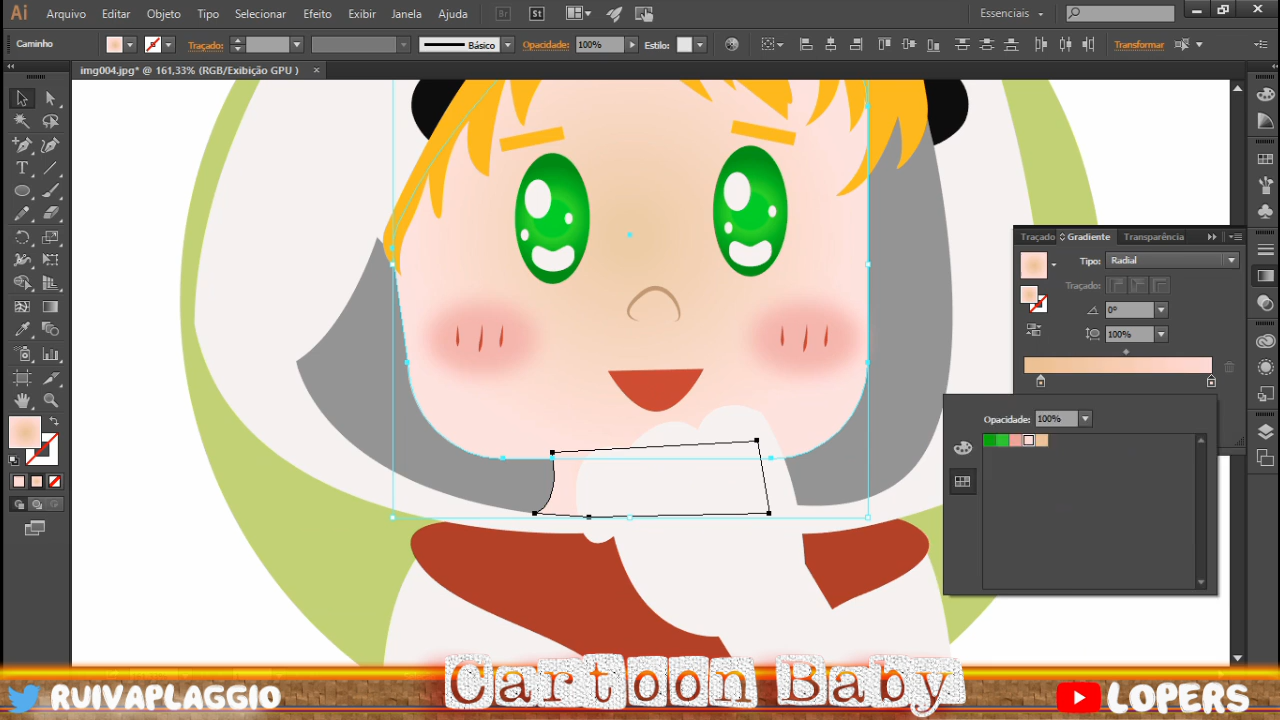 Ai Arquivo Editar Objeto Tipo Selecionar Efeito Exibir Janela Ajuda Br St Essenciais
Caminho Traçado: Básico Opacidade: 100% Estilo: Transformar
img004.jpg* @ 161,33% (RGB/Exibição GPU ) ×
Traçado Gradiente Transparência
Tipo: Radial
Traçado:
0°
100%
Opacidade: 100%
Cartoon Baby
RUIVAPLAGGIO
LOPERS